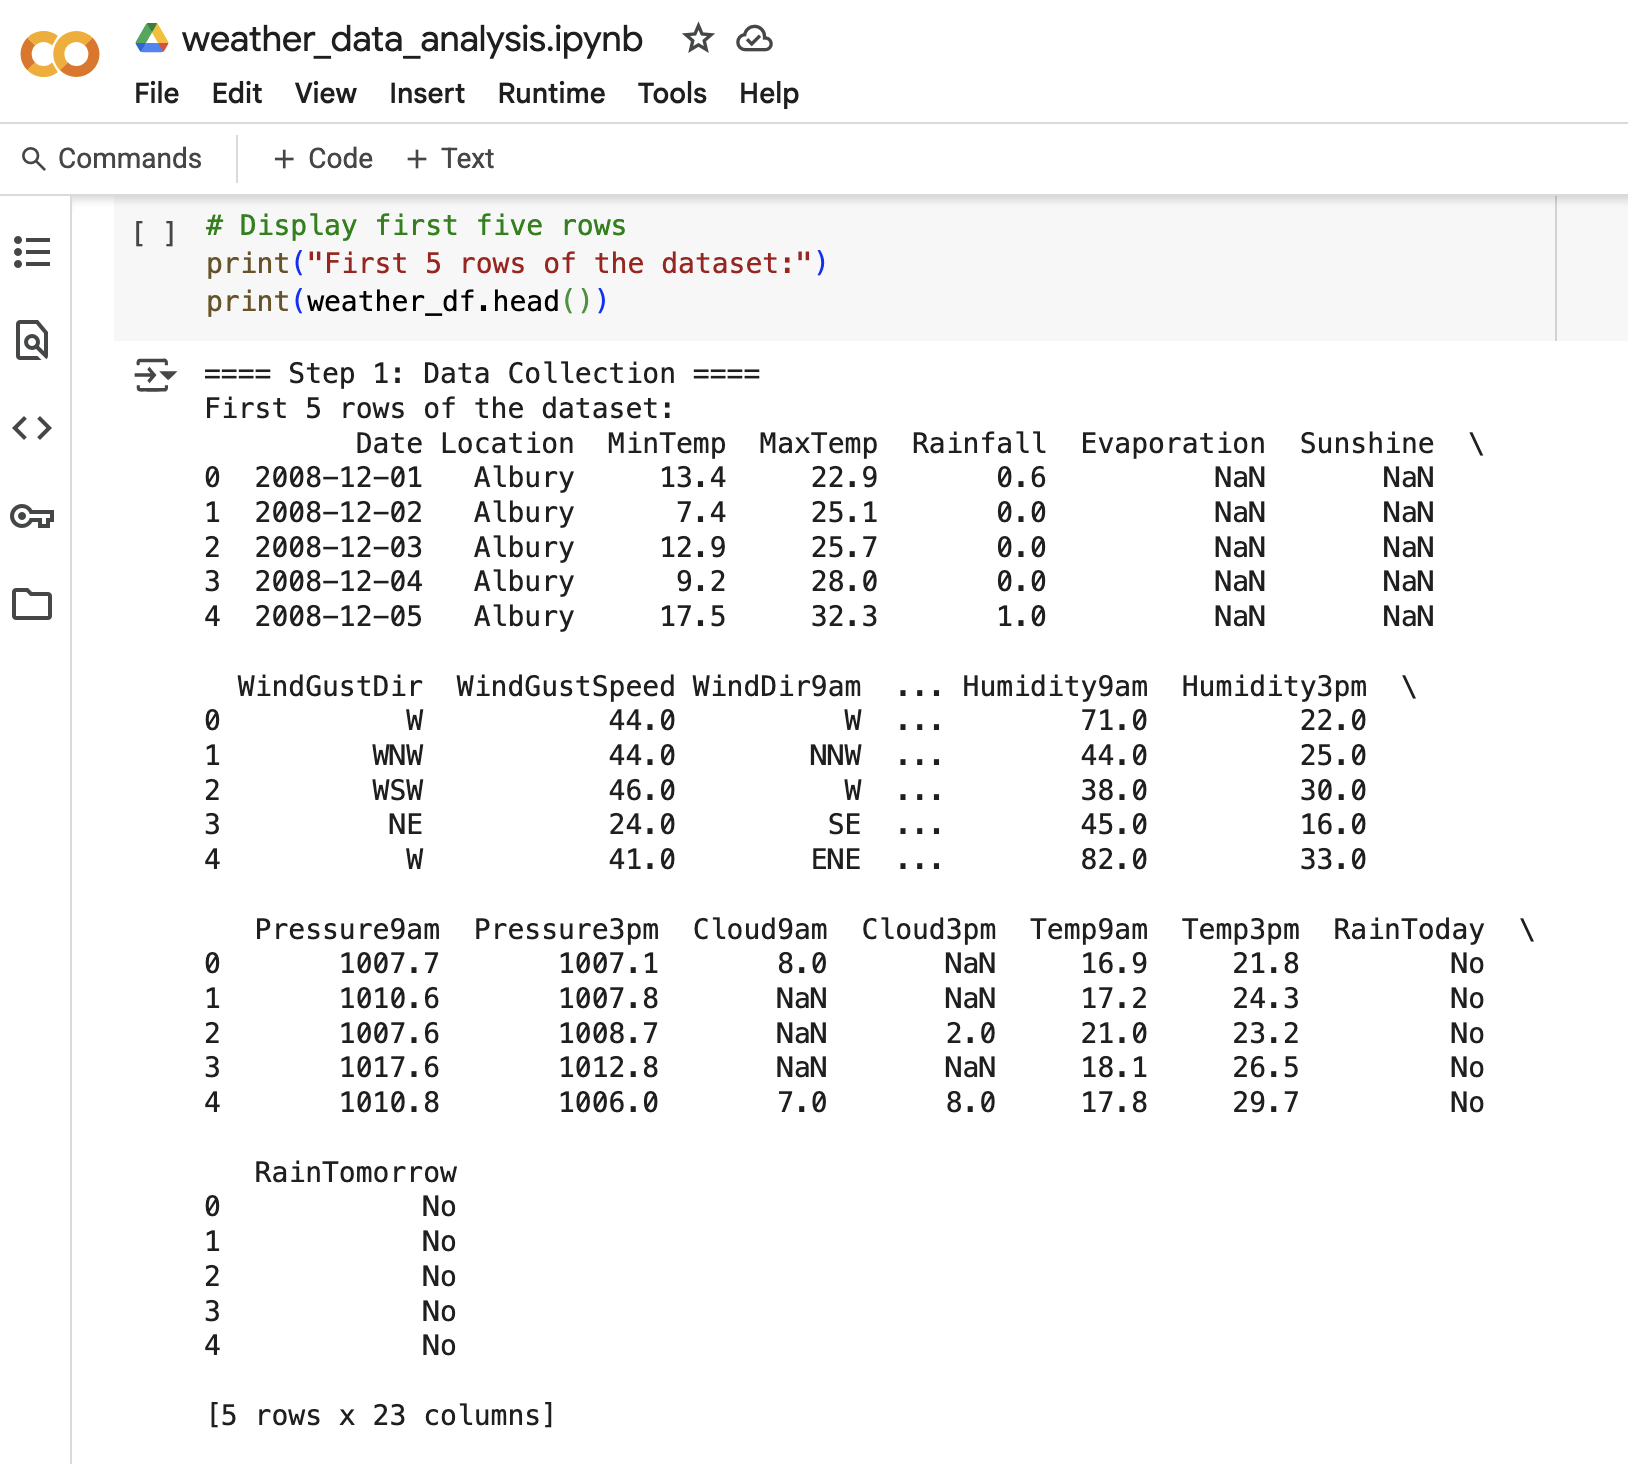 weather_data_analysis.ipynb
File Edit View Insert Runtime Tools Help
Commands + Code + Text
[ ] # Display first five rows
print("First 5 rows of the dataset:")
print(weather_df.head())
==== Step 1: Data Collection ====
First 5 rows of the dataset:
         Date Location  MinTemp  MaxTemp  Rainfall  Evaporation  Sunshine  \
0  2008-12-01   Albury     13.4     22.9       0.6          NaN       NaN
1  2008-12-02   Albury      7.4     25.1       0.0          NaN       NaN
2  2008-12-03   Albury     12.9     25.7       0.0          NaN       NaN
3  2008-12-04   Albury      9.2     28.0       0.0          NaN       NaN
4  2008-12-05   Albury     17.5     32.3       1.0          NaN       NaN
  WindGustDir  WindGustSpeed WindDir9am  ... Humidity9am  Humidity3pm  \
0           W           44.0          W  ...        71.0         22.0
1         WNW           44.0        NNW  ...        44.0         25.0
2         WSW           46.0          W  ...        38.0         30.0
3          NE           24.0         SE  ...        45.0         16.0
4           W           41.0        ENE  ...        82.0         33.0
   Pressure9am  Pressure3pm  Cloud9am  Cloud3pm  Temp9am  Temp3pm  RainToday  \
0       1007.7       1007.1       8.0       NaN     16.9     21.8         No
1       1010.6       1007.8       NaN       NaN     17.2     24.3         No
2       1007.6       1008.7       NaN       2.0     21.0     23.2         No
3       1017.6       1012.8       NaN       NaN     18.1     26.5         No
4       1010.8       1006.0       7.0       8.0     17.8     29.7         No
   RainTomorrow
0            No
1            No
2            No
3            No
4            No
[5 rows x 23 columns]